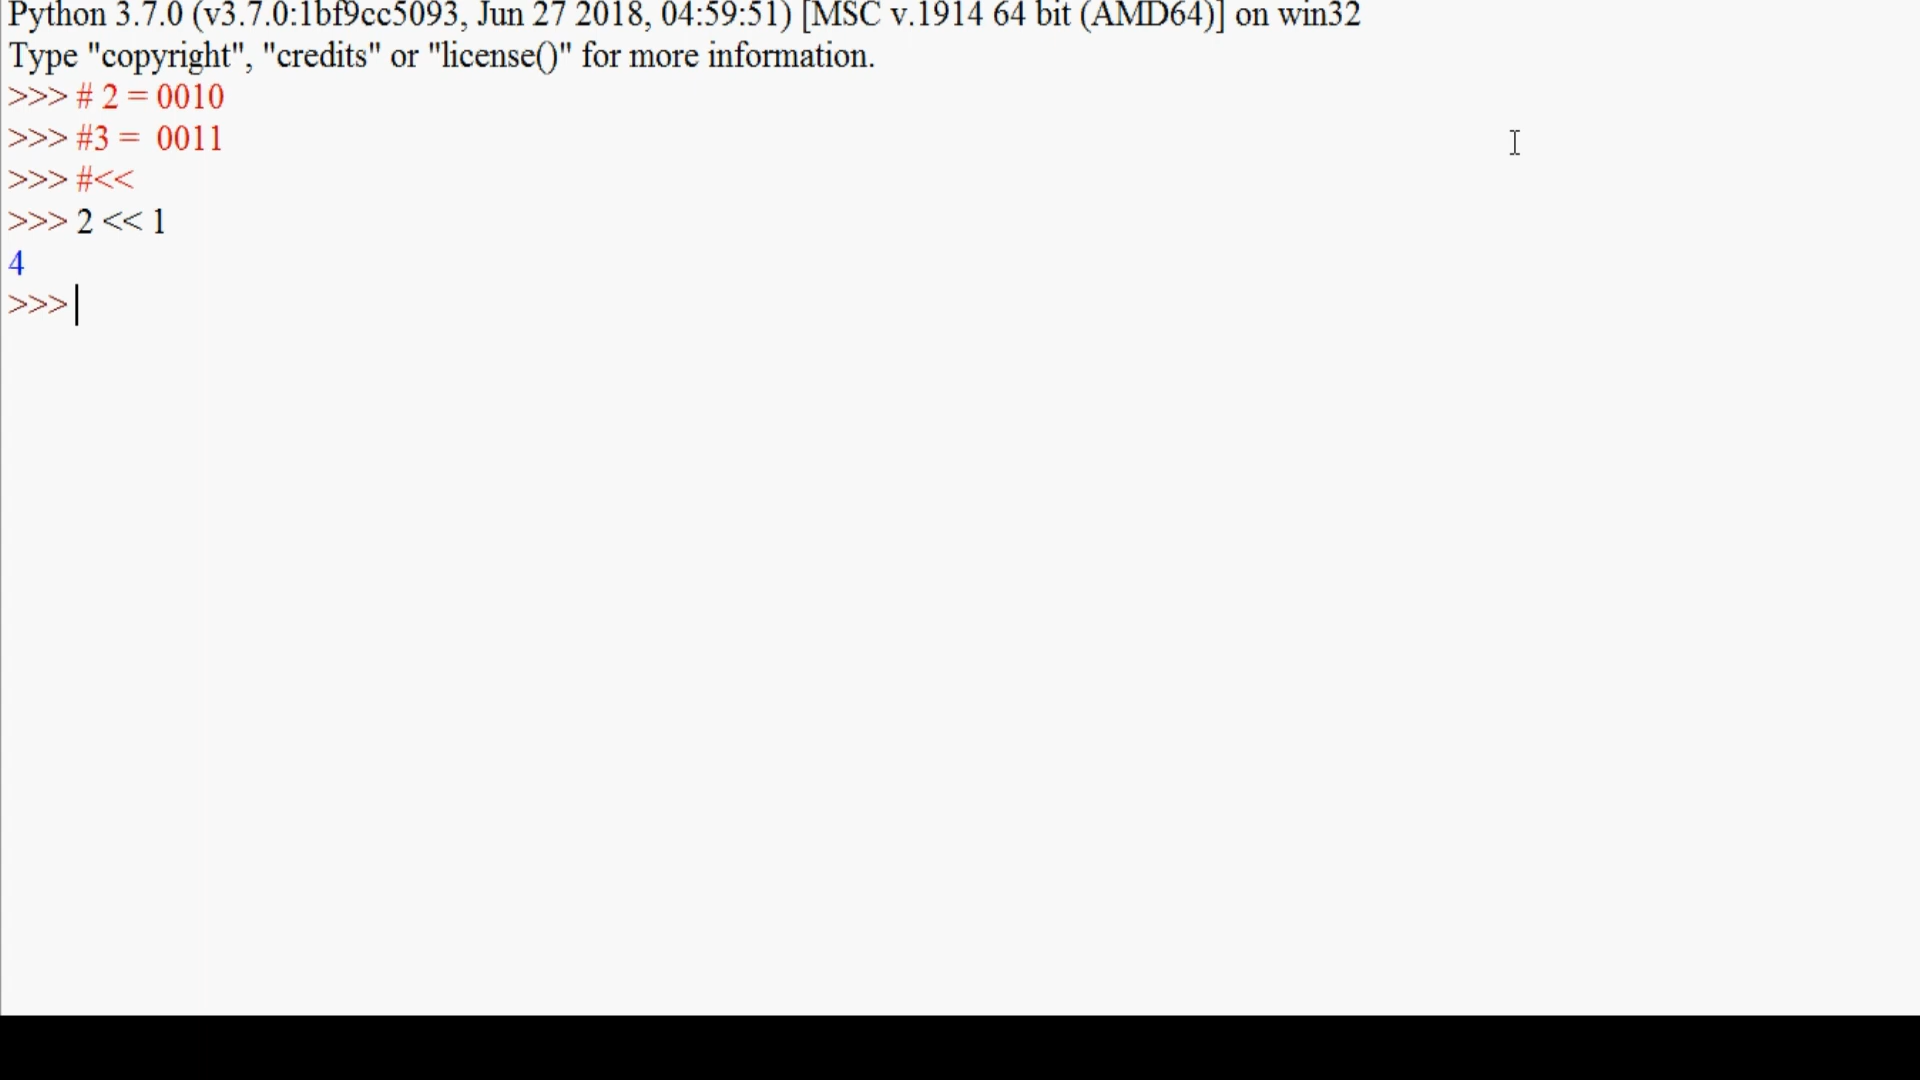 Python 3.7.0 (v3.7.0:1bf9cc5093, Jun 27 2018, 04:59:51) [MSC v.1914 64 bit (AMD64)] on win32
Type "copyright", "credits" or "license()" for more information.
>>> # 2 = 0010
>>> #3 =  0011
>>> #<<
>>> 2 << 1
4
>>>